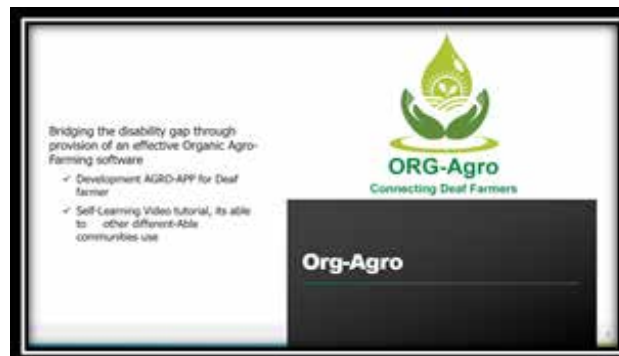 Bridging the disability gap through
provision of an effective Organic Agro-
Farming software
✓ Development AGRO-APP for Deaf
farmer
✓ Self-Learning Video tutorial, its able
to other different-Able
communities use
ORG-Agro
Connecting Deaf Farmers
Org-Agro